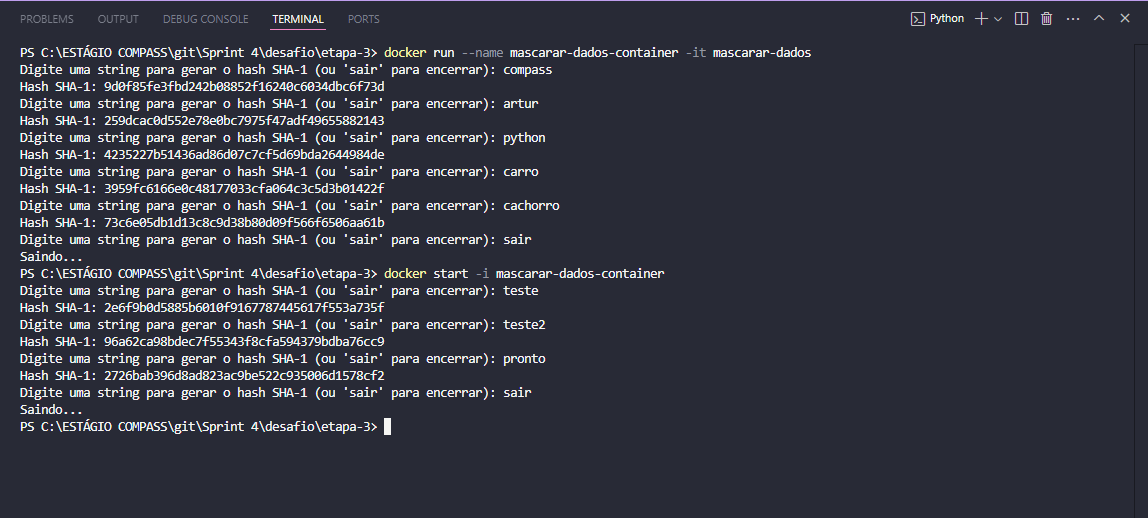 PROBLEMS OUTPUT DEBUG CONSOLE TERMINAL PORTS Python
PS C:\ESTÁGIO COMPASS\git\Sprint 4\desafio\etapa-3> docker run --name mascarar-dados-container -it mascarar-dados
Digite uma string para gerar o hash SHA-1 (ou 'sair' para encerrar): compass
Hash SHA-1: 9d0f85fe3fbd242b08852f16240c6034dbc6f73d
Digite uma string para gerar o hash SHA-1 (ou 'sair' para encerrar): artur
Hash SHA-1: 259dcac0d552e78e0bc7975f47adf49655882143
Digite uma string para gerar o hash SHA-1 (ou 'sair' para encerrar): python
Hash SHA-1: 4235227b51436ad86d07c7cf5d69bda2644984de
Digite uma string para gerar o hash SHA-1 (ou 'sair' para encerrar): carro
Hash SHA-1: 3959fc6166e0c48177033cfa064c3c5d3b01422f
Digite uma string para gerar o hash SHA-1 (ou 'sair' para encerrar): cachorro
Hash SHA-1: 73c6e05db1d13c8c9d38b80d09f566f6506aa61b
Digite uma string para gerar o hash SHA-1 (ou 'sair' para encerrar): sair
Saindo...
PS C:\ESTÁGIO COMPASS\git\Sprint 4\desafio\etapa-3> docker start -i mascarar-dados-container
Digite uma string para gerar o hash SHA-1 (ou 'sair' para encerrar): teste
Hash SHA-1: 2e6f9b0d5885b6010f9167787445617f553a735f
Digite uma string para gerar o hash SHA-1 (ou 'sair' para encerrar): teste2
Hash SHA-1: 96a62ca98bdec7f55343f8cfa594379bdba76cc9
Digite uma string para gerar o hash SHA-1 (ou 'sair' para encerrar): pronto
Hash SHA-1: 2726bab396d8ad823ac9be522c935006d1578cf2
Digite uma string para gerar o hash SHA-1 (ou 'sair' para encerrar): sair
Saindo...
PS C:\ESTÁGIO COMPASS\git\Sprint 4\desafio\etapa-3>